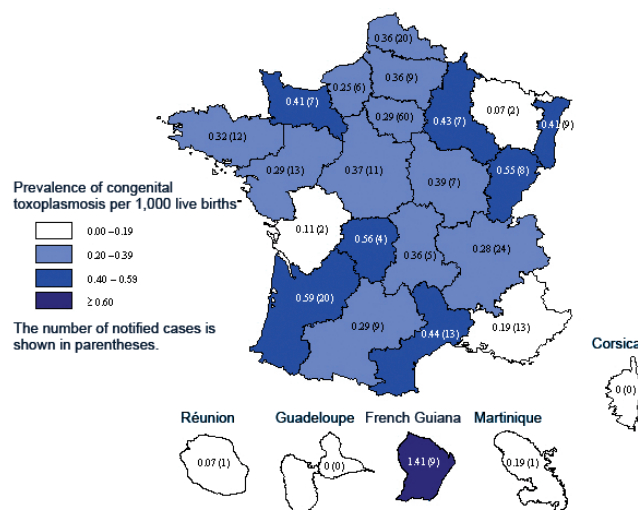 0.36 (20)
0.25 (6)
0.36 (9)
0.41 (7)
0.29 (60)
0.43 (7)
0.07 (2)
0.41 (9)
0.32 (12)
0.29 (13)
0.37 (11)
0.39 (7)
0.55 (8)
Prevalence of congenital
toxoplasmosis per 1,000 live births
0.00 – 0.19
0.20 – 0.39
0.40 – 0.59
≥ 0.60
The number of notified cases is
shown in parentheses.
0.11 (2)
0.56 (4)
0.36 (5)
0.28 (24)
0.59 (20)
0.29 (9)
0.44 (13)
0.19 (13)
Corsica
0 (0)
Réunion
Guadeloupe
French Guiana
Martinique
0.07 (1)
0 (0)
1.41 (9)
0.19 (1)